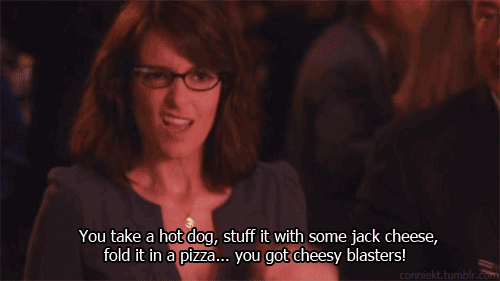 You take a hot dog, stuff it with some jack cheese,
fold it in a pizza... you got cheesy blasters!
conniekt.tumblr.com